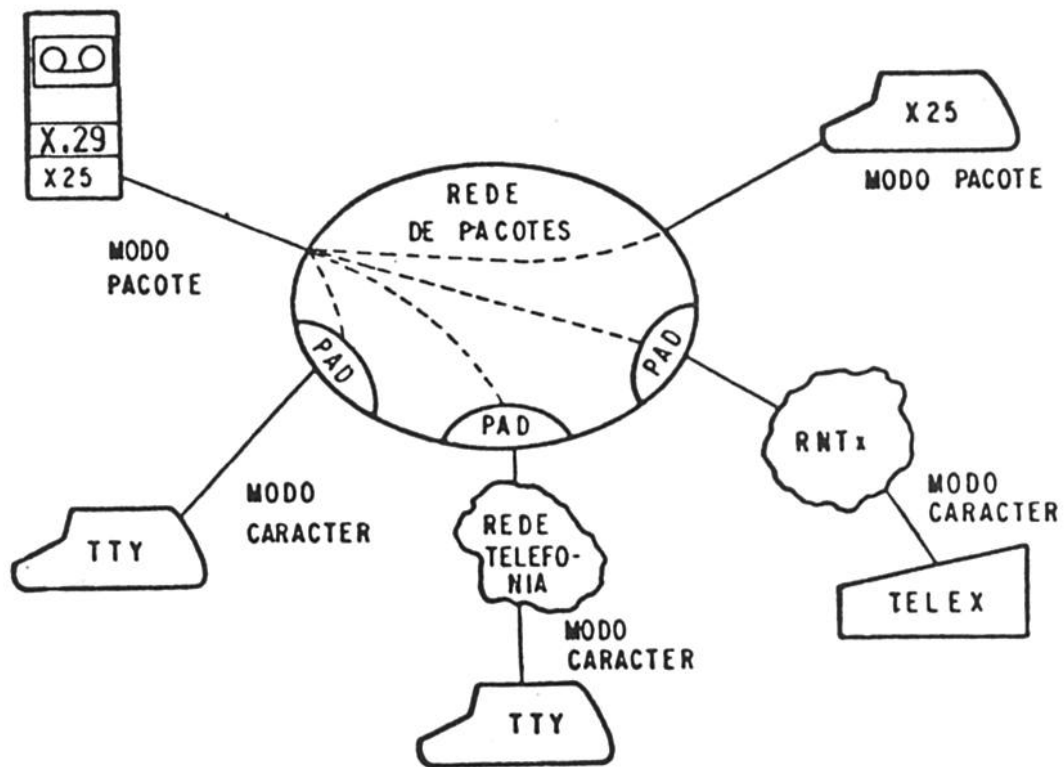 X.29
X25
MODO
PACOTE
REDE
DE PACOTES
X25
MODO PACOTE
PAD
PAD
PAD
MODO
CARACTER
TTY
REDE
TELEFO-
NIA
MODO
CARACTER
TTY
RNTx
MODO
CARACTER
TELEX